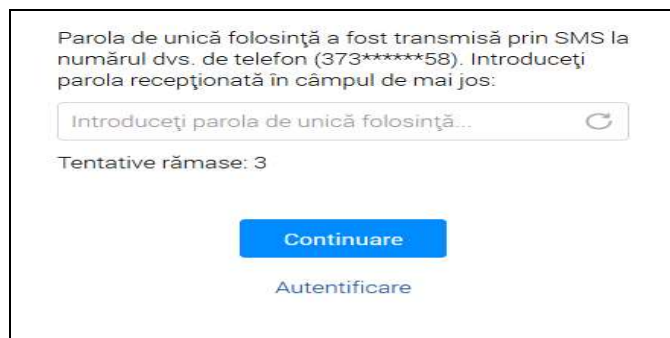 Parola de unică folosinţă a fost transmisă prin SMS la
numărul dvs. de telefon (373******58). Introduceţi
parola recepţionată în câmpul de mai jos:
Introduceţi parola de unică folosinţă...
Tentative rămase: 3
Continuare
Autentificare